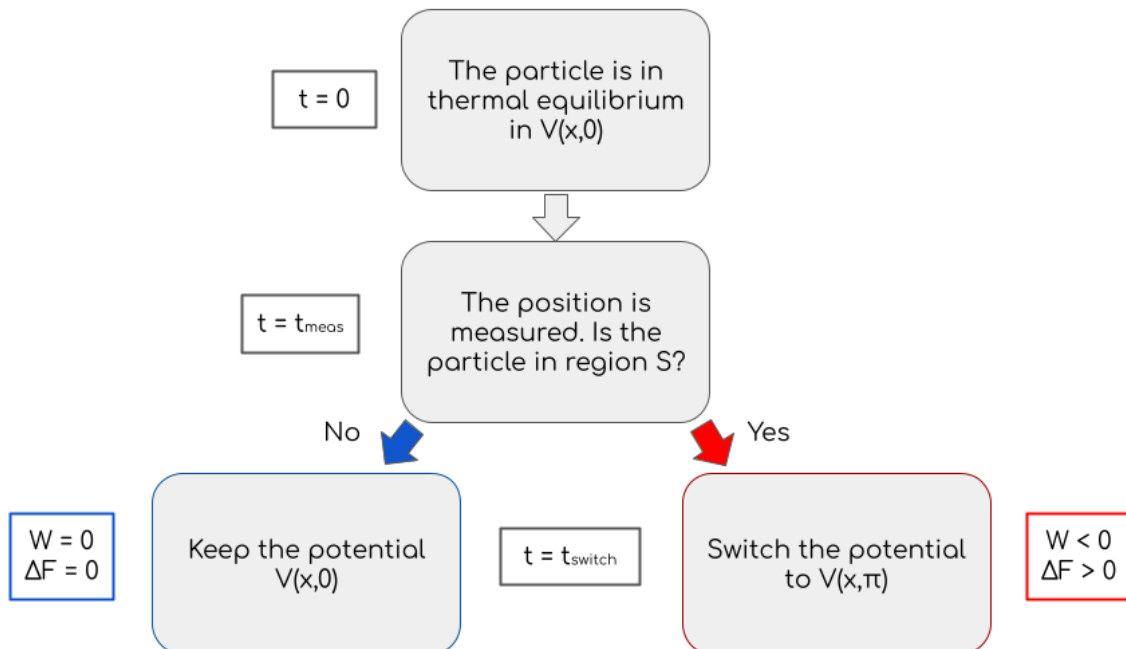 t = 0
The particle is in
thermal equilibrium
in V(x,0)
t = tmeas
The position is
measured. Is the
particle in region S?
No
Yes
W = 0
ΔF = 0
Keep the potential
V(x,0)
t = tswitch
Switch the potential
to V(x,π)
W < 0
ΔF > 0